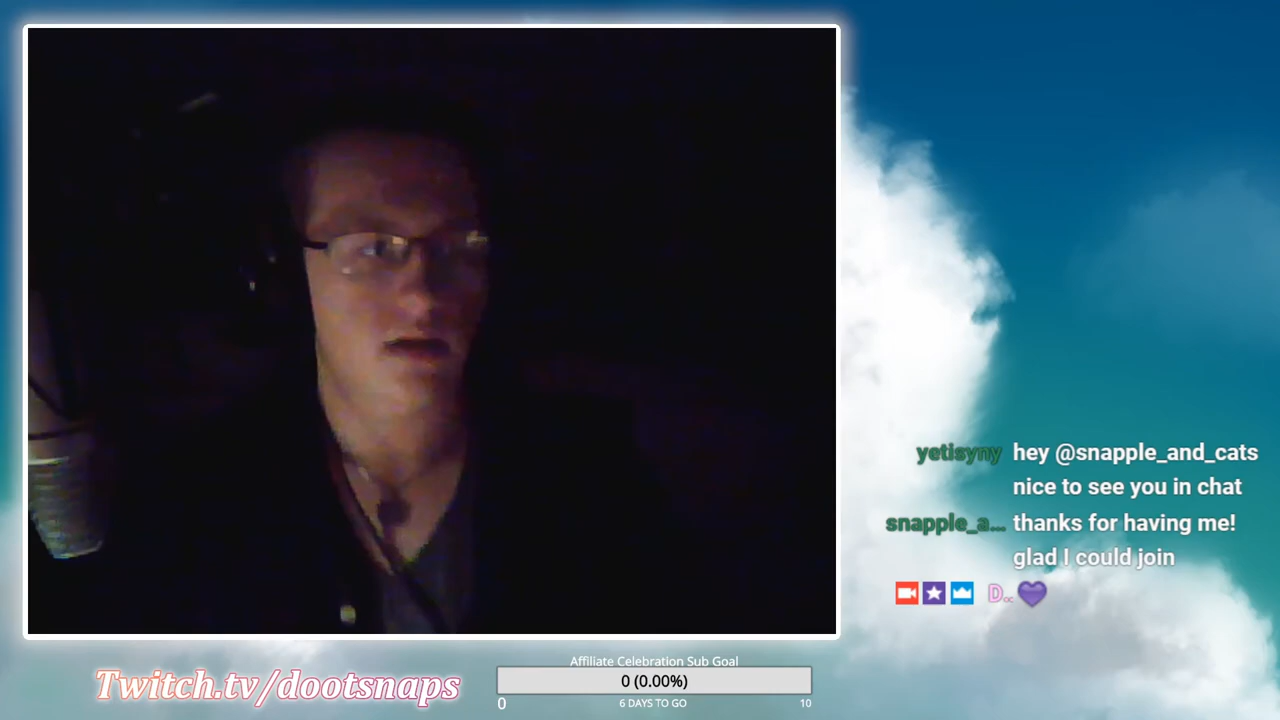 yetisyny hey @snapple_and_cats
nice to see you in chat
snapple_a... thanks for having me!
glad I could join
Twitch.tv/dootsnaps
Affiliate Celebration Sub Goal
0 (0.00%)
0 6 DAYS TO GO 10